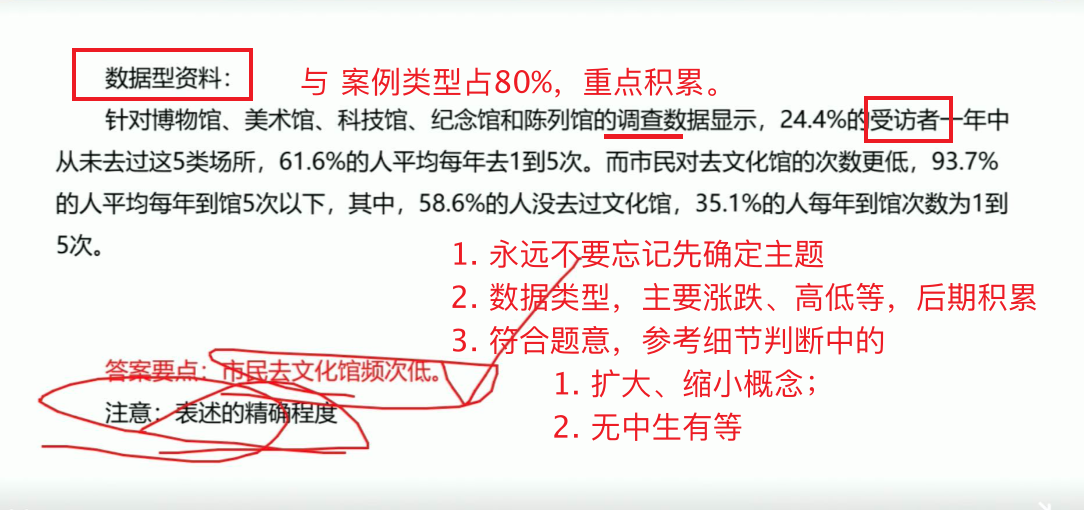 数据型资料：
与 案例类型占80%，重点积累。
针对博物馆、美术馆、科技馆、纪念馆和陈列馆的调查数据显示，24.4%的受访者一年中
从未去过这5类场所，61.6%的人平均每年去1到5次。而市民对去文化馆的次数更低，93.7%
的人平均每年到馆5次以下，其中，58.6%的人没去过文化馆，35.1%的人每年到馆次数为1到
5次。
1. 永远不要忘记先确定主题
2. 数据类型，主要涨跌、高低等，后期积累
3. 符合题意，参考细节判断中的
1. 扩大、缩小概念；
2. 无中生有等
答案要点：市民去文化馆频次低。
注意：表述的精确程度